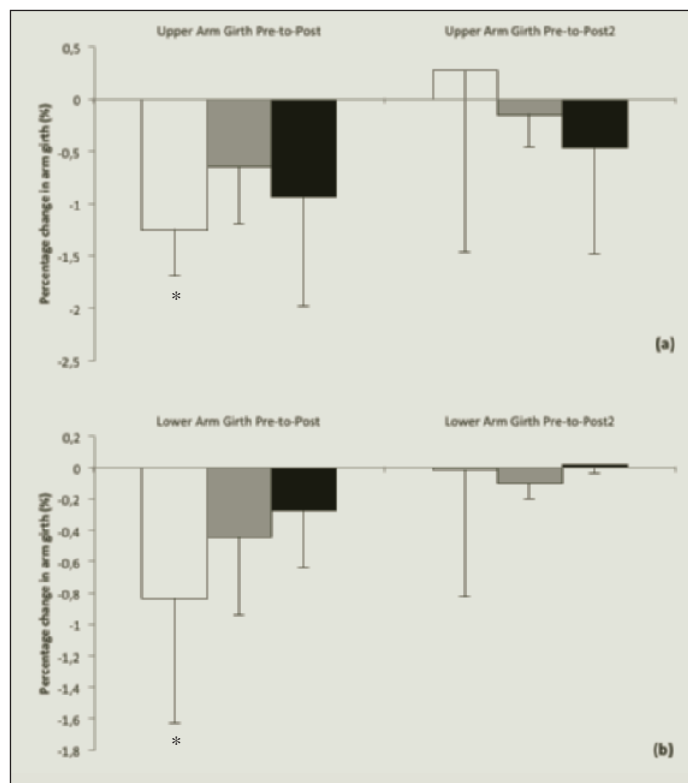 Upper Arm Girth Pre-to-Post
Upper Arm Girth Pre-to-Post2
Percentage change in arm girth (%)
0,5
0
-0,5
-1
-1,5
-2
-2,5
*
(a)
Lower Arm Girth Pre-to-Post
Lower Arm Girth Pre-to-Post2
Percentage change in arm girth (%)
0,2
0
-0,2
-0,4
-0,6
-0,8
-1
-1,2
-1,4
-1,6
-1,8
*
(b)